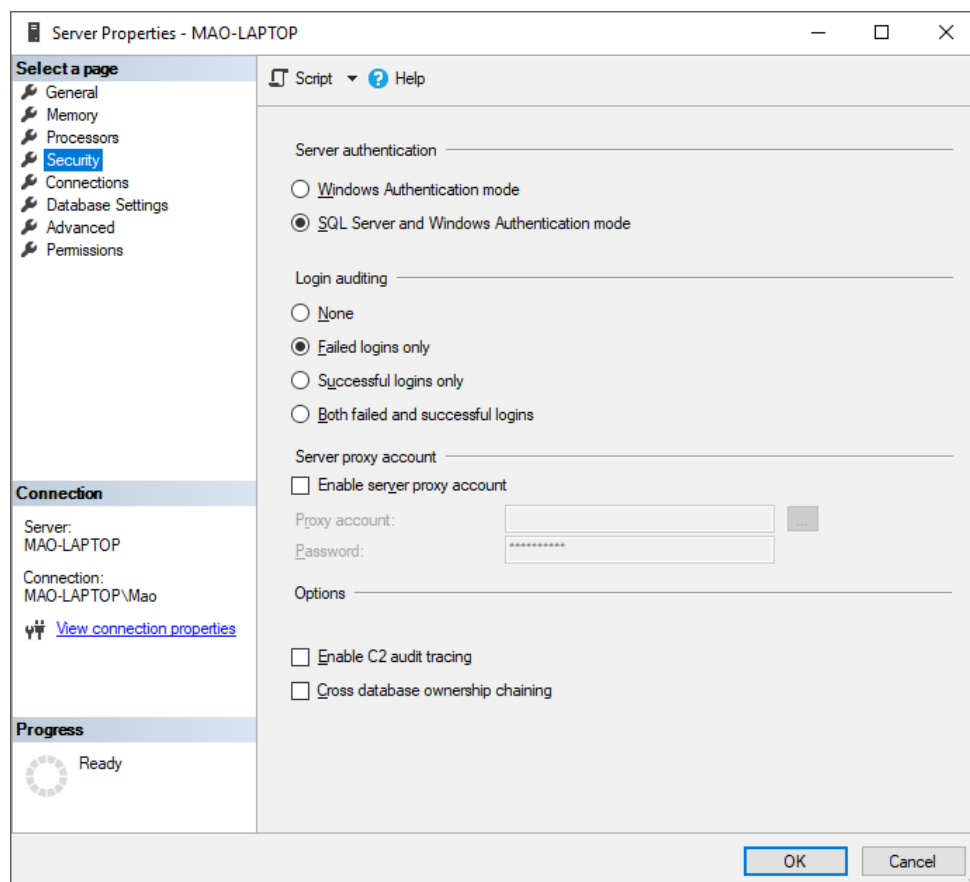 Server Properties - MAO-LAPTOP
Select a page
General
Memory
Processors
Security
Connections
Database Settings
Advanced
Permissions
Connection
Server:
MAO-LAPTOP
Connection:
MAO-LAPTOP\Mao
View connection properties
Progress
Ready
Script
? Help
Server authentication
Windows Authentication mode
SQL Server and Windows Authentication mode
Login auditing
None
Failed logins only
Successful logins only
Both failed and successful logins
Server proxy account
Enable server proxy account
Proxy account:
...
Password:
**********
Options
Enable C2 audit tracing
Cross database ownership chaining
OK
Cancel